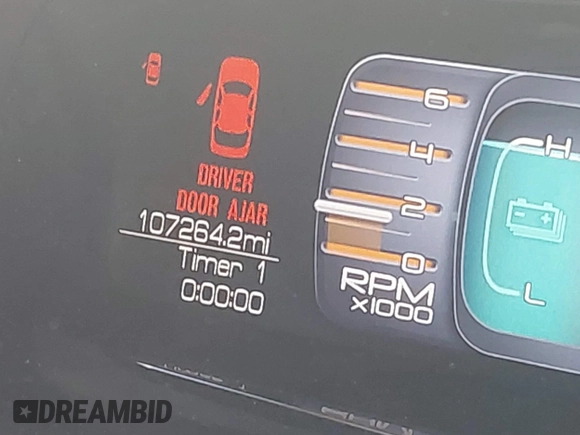 DRIVER
DOOR AJAR
107264.2mi
Timer 1
0:00:00
6
4
2
0
RPM
x1000
H
L
DREAMBID